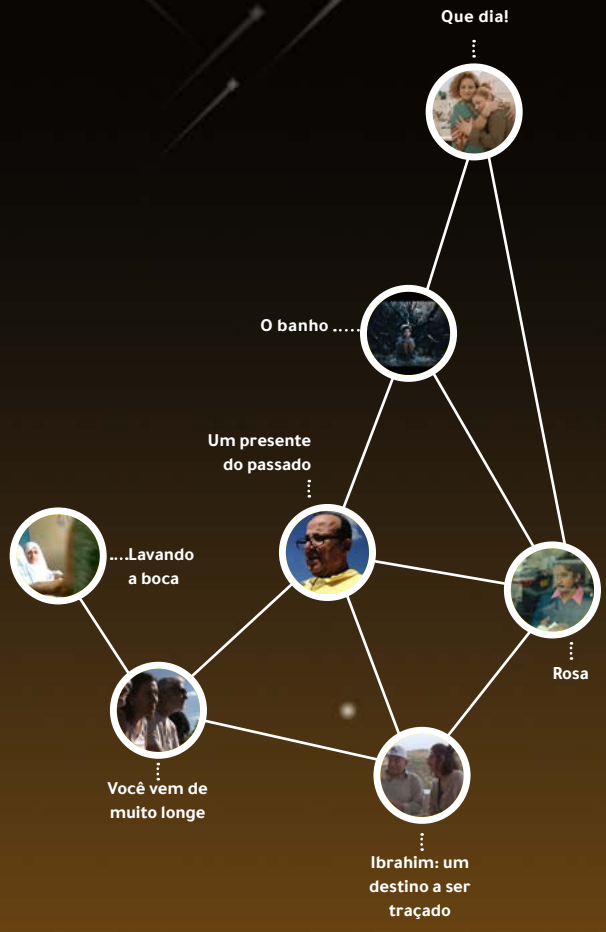 Que dia!
O banho
Um presente
do passado
Lavando
a boca
Rosa
Você vem de
muito longe
Ibrahim: um
destino a ser
traçado